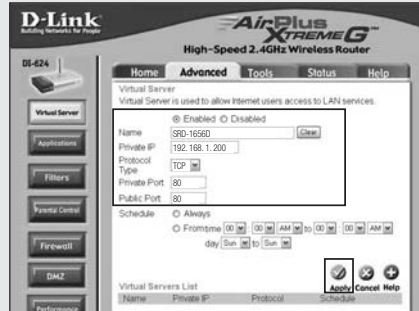 D-Link
Building Networks for People
AirPlus
XTREME G
High-Speed 2.4GHz Wireless Router
DI-624
Home Advanced Tools Status Help
Virtual Server
Virtual Server is used to allow Internet users access to LAN services.
Enabled Disabled
Name SRD-1656D Clear
Private IP 192.168.1.200
Protocol Type TCP
Private Port 80
Public Port 80
Schedule Always
From time 00 : 00 AM to 00 : 00 AM
day Sun to Sun
Apply Cancel Help
Virtual Servers List
Name Private IP Protocol Schedule
Virtual Server
Applications
Filters
Parental Control
Firewall
DMZ
Performance